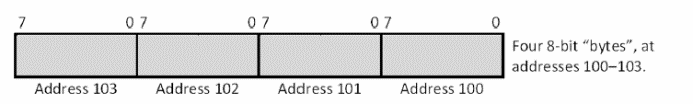 7 0 7 0 7 0 7 0
Four 8-bit “bytes”, at
addresses 100–103.
Address 103 Address 102 Address 101 Address 100